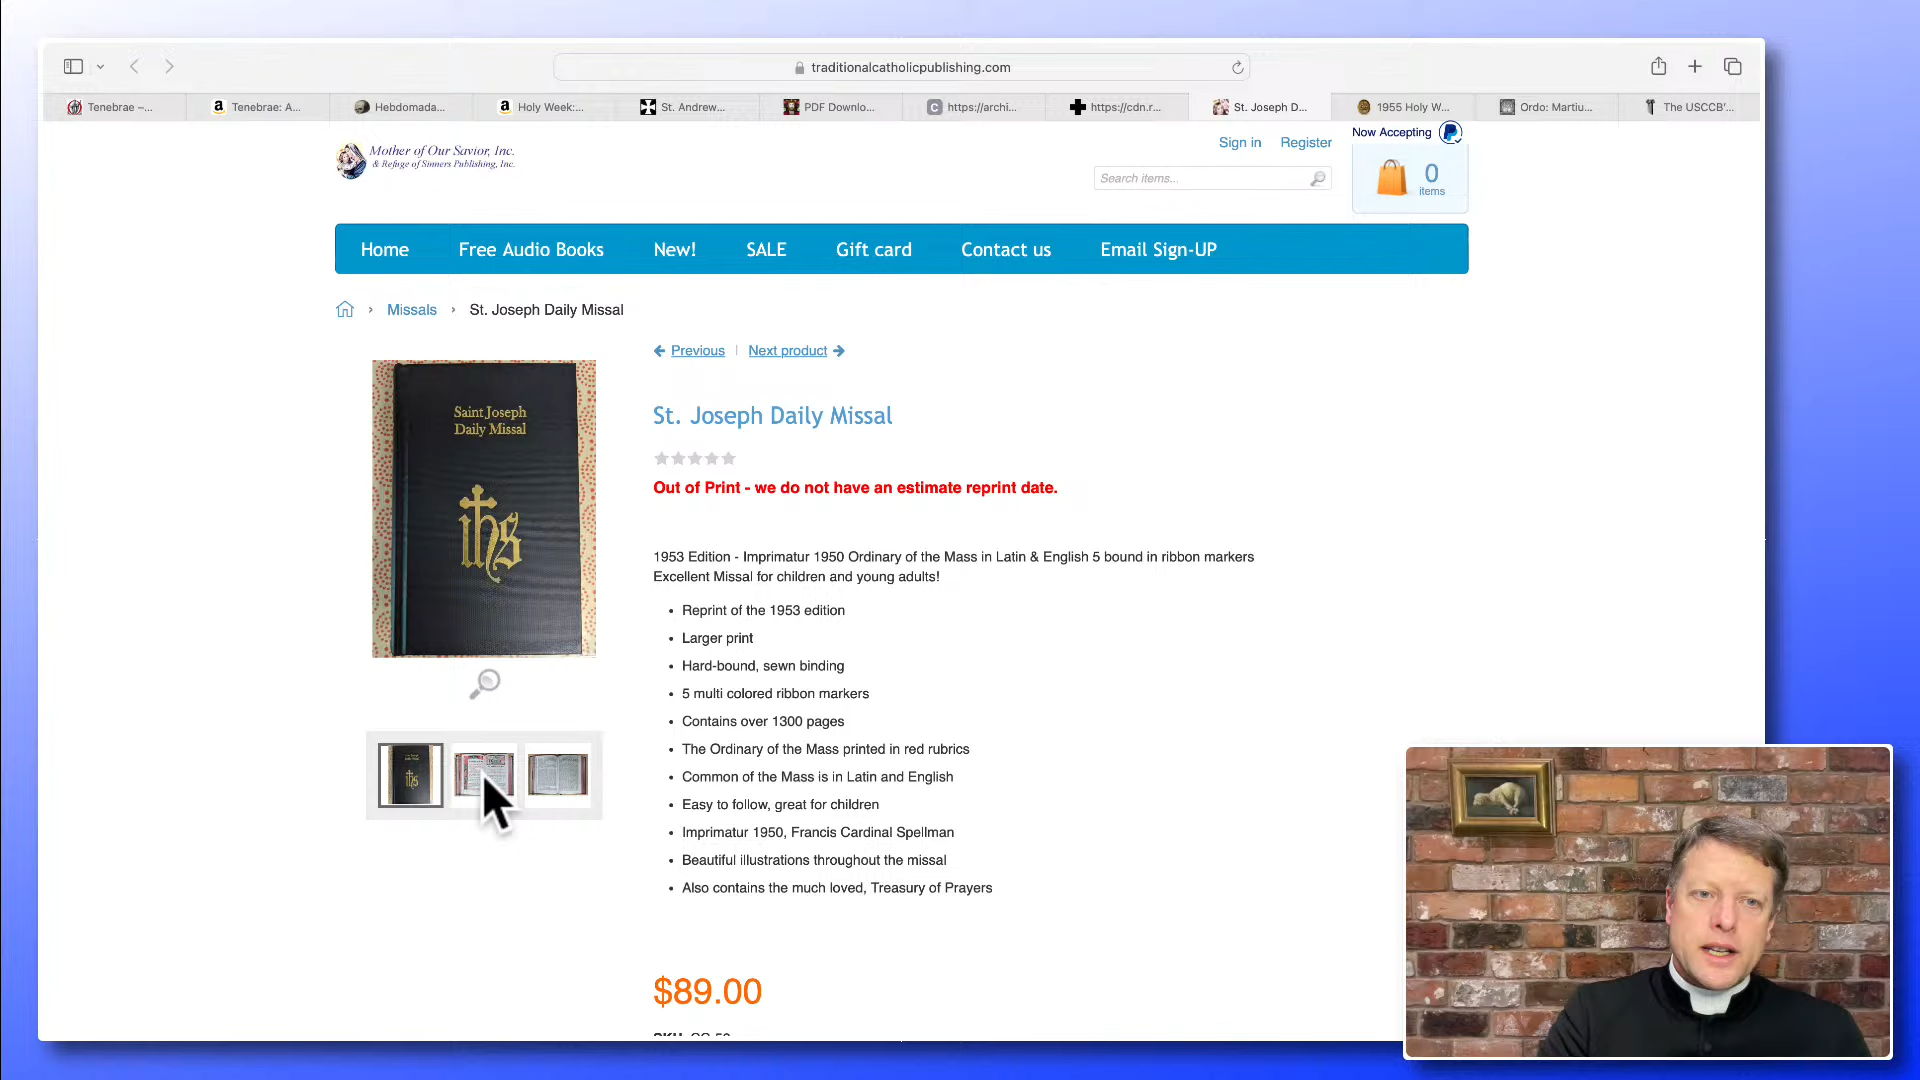 traditionalcatholicpublishing.com
Tenebrae –...
Tenebrae: A...
Hebdomada...
Holy Week:...
St. Andrew...
PDF Downlo...
https://archi...
https://cdn.r...
St. Joseph D...
1955 Holy W...
Ordo: Martiu...
The USCCB'...
Mother of Our Savior, Inc.
& Refuge of Sinners Publishing, Inc.
Sign in
Register
Now Accepting
Search items...
0
items
Home
Free Audio Books
New!
SALE
Gift card
Contact us
Email Sign-UP
Missals
St. Joseph Daily Missal
Previous
Next product
Saint Joseph
Daily Missal
ihs
St. Joseph Daily Missal
Out of Print - we do not have an estimate reprint date.
1953 Edition - Imprimatur 1950 Ordinary of the Mass in Latin & English 5 bound in ribbon markers
Excellent Missal for children and young adults!
Reprint of the 1953 edition
Larger print
Hard-bound, sewn binding
5 multi colored ribbon markers
Contains over 1300 pages
The Ordinary of the Mass printed in red rubrics
Common of the Mass is in Latin and English
Easy to follow, great for children
Imprimatur 1950, Francis Cardinal Spellman
Beautiful illustrations throughout the missal
Also contains the much loved, Treasury of Prayers
$89.00